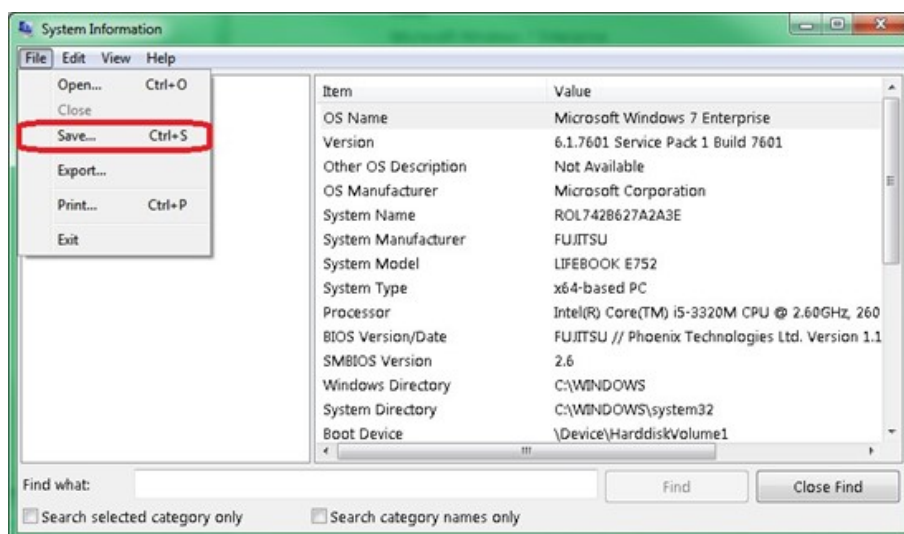 System Information
File Edit View Help
Open... Ctrl+O
Close
Save... Ctrl+S
Export...
Print... Ctrl+P
Exit
Item Value
OS Name Microsoft Windows 7 Enterprise
Version 6.1.7601 Service Pack 1 Build 7601
Other OS Description Not Available
OS Manufacturer Microsoft Corporation
System Name ROL742B627A2A3E
System Manufacturer FUJITSU
System Model LIFEBOOK E752
System Type x64-based PC
Processor Intel(R) Core(TM) i5-3320M CPU @ 2.60GHz, 260
BIOS Version/Date FUJITSU // Phoenix Technologies Ltd. Version 1.1
SMBIOS Version 2.6
Windows Directory C:\WINDOWS
System Directory C:\WINDOWS\system32
Boot Device \Device\HarddiskVolume1
Find what: Find Close Find
Search selected category only Search category names only